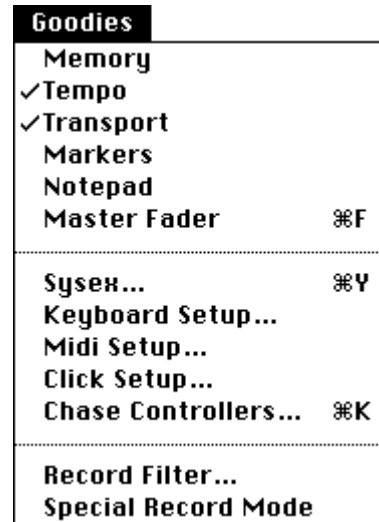 Goodies
Memory
✓Tempo
✓Transport
Markers
Notepad
Master Fader ⌘F
Sysex... ⌘Y
Keyboard Setup...
Midi Setup...
Click Setup...
Chase Controllers... ⌘K
Record Filter...
Special Record Mode